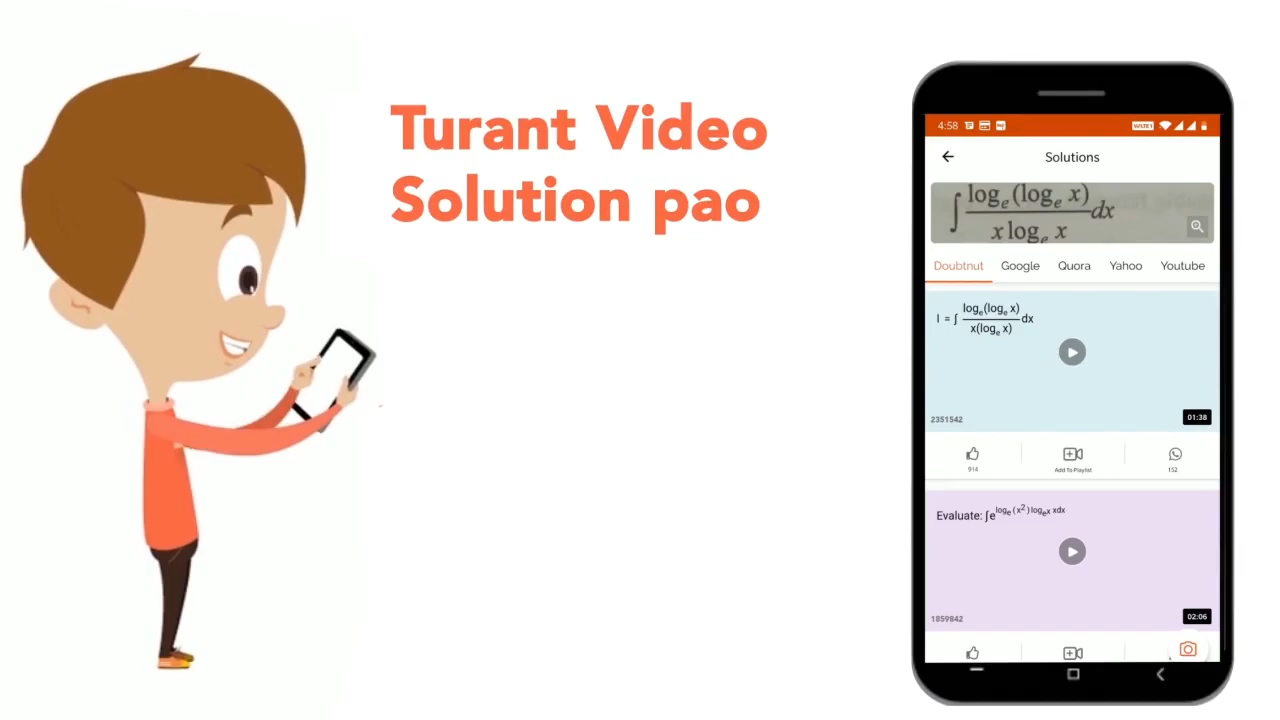 Turant Video
Solution pao
4:58
Solutions
∫ logₑ(logₑ x) / x logₑ x dx
Doubtnut Google Quora Yahoo Youtube
I = ∫ logₑ(logₑ x) / x(logₑ x) dx
2351542 01:38
914 Add To Playlist 152
Evaluate: ∫e^logₑ(x²)logₑx xdx
1859842 02:06